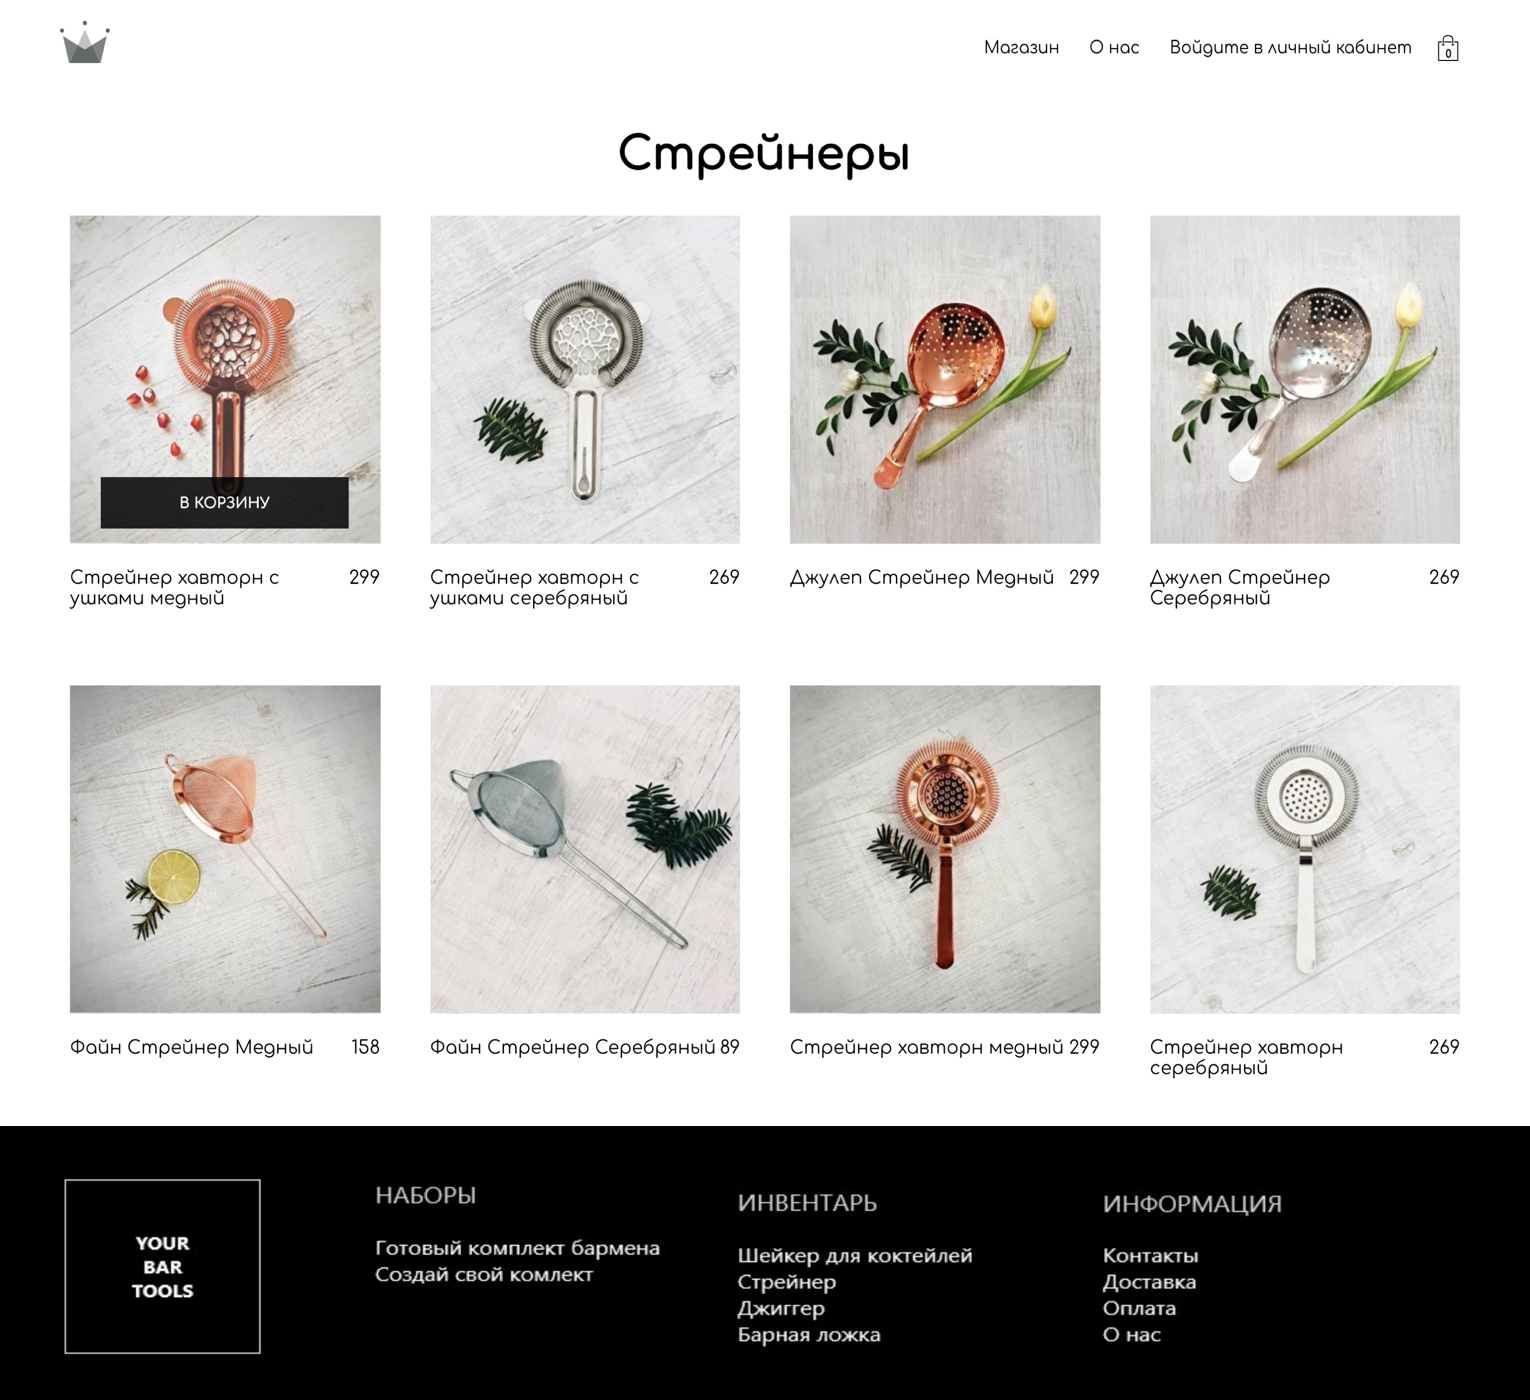 Магазин О нас Войдите в личный кабинет 0
Стрейнеры
В КОРЗИНУ
Стрейнер хавторн с 299
ушками медный
Стрейнер хавторн с 269
ушками серебряный
Джулеп Стрейнер Медный 299
Джулеп Стрейнер 269
Серебряный
Файн Стрейнер Медный 158
Файн Стрейнер Серебряный 89
Стрейнер хавторн медный 299
Стрейнер хавторн 269
серебряный
YOUR
BAR
TOOLS
НАБОРЫ
Готовый комплект бармена
Создай свой комлект
ИНВЕНТАРЬ
Шейкер для коктейлей
Стрейнер
Джиггер
Барная ложка
ИНФОРМАЦИЯ
Контакты
Доставка
Оплата
О нас